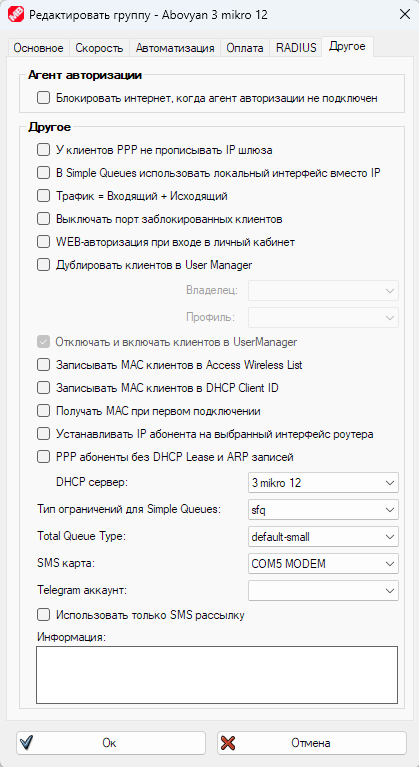 Редактировать группу - Abovyan 3 mikro 12
Основное Скорость Автоматизация Оплата RADIUS Другое
Агент авторизации
Блокировать интернет, когда агент авторизации не подключен
Другое
У клиентов PPP не прописывать IP шлюза
В Simple Queues использовать локальный интерфейс вместо IP
Трафик = Входящий + Исходящий
Выключать порт заблокированных клиентов
WEB-авторизация при входе в личный кабинет
Дублировать клиентов в User Manager
Владелец:
Профиль:
Отключать и включать клиентов в UserManager
Записывать MAC клиентов в Access Wireless List
Записывать MAC клиентов в DHCP Client ID
Получать MAC при первом подключении
Устанавливать IP абонента на выбранный интерфейс роутера
PPP абоненты без DHCP Lease и ARP записей
DHCP сервер: 3 mikro 12
Тип ограничений для Simple Queues: sfq
Total Queue Type: default-small
SMS карта: COM5 MODEM
Telegram аккаунт:
Использовать только SMS рассылку
Информация:
Ок Отмена